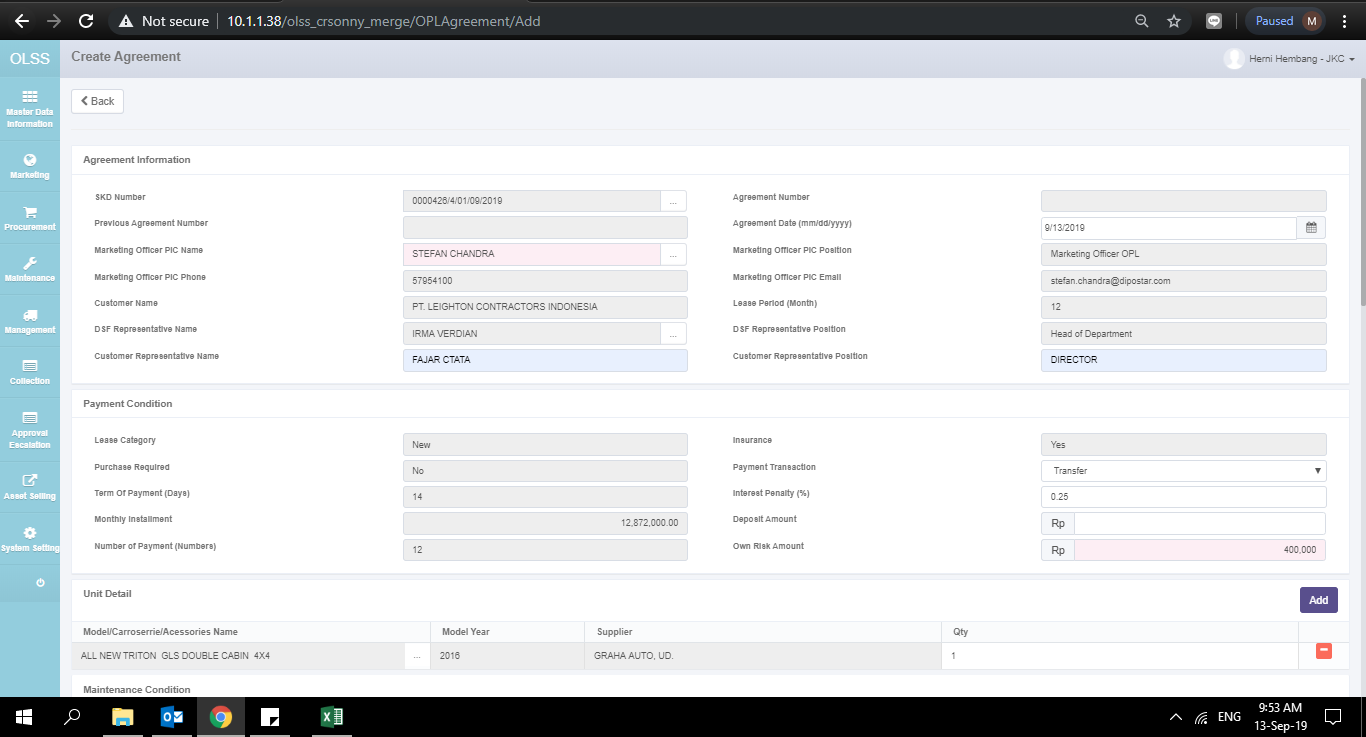 Not secure 10.1.1.38/olss_crsonny_merge/OPLAgreement/Add Paused M
OLSS Create Agreement Herni Hembang - JKC
Back
Master Data
Information
Marketing
Procurement
Maintenance
Management
Collection
Approval
Escalation
Asset Selling
System Setting
Agreement Information
SKD Number 0000426/4/01/09/2019 ... Agreement Number
Previous Agreement Number Agreement Date (mm/dd/yyyy) 9/13/2019
Marketing Officer PIC Name STEFAN CHANDRA ... Marketing Officer PIC Position Marketing Officer OPL
Marketing Officer PIC Phone 57954100 Marketing Officer PIC Email stefan.chandra@dipostar.com
Customer Name PT. LEIGHTON CONTRACTORS INDONESIA Lease Period (Month) 12
DSF Representative Name IRMA VERDIAN ... DSF Representative Position Head of Department
Customer Representative Name FAJAR CTATA Customer Representative Position DIRECTOR
Payment Condition
Lease Category New Insurance Yes
Purchase Required No Payment Transaction Transfer
Term Of Payment (Days) 14 Interest Penalty (%) 0.25
Monthly Installment 12,872,000.00 Deposit Amount Rp
Number of Payment (Numbers) 12 Own Risk Amount Rp 400,000
Unit Detail Add
Model/Carroserrie/Acessories Name Model Year Supplier Qty
ALL NEW TRITON GLS DOUBLE CABIN 4X4 ... 2016 GRAHA AUTO, UD. 1
Maintenance Condition
ENG 9:53 AM
13-Sep-19